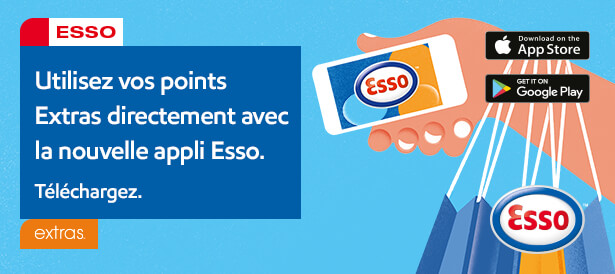 ESSO
Utilisez vos points
Extras directement avec
la nouvelle appli Esso.
Téléchargez.
extras.
Esso
Download on the
App Store
GET IT ON
Google Play
Esso